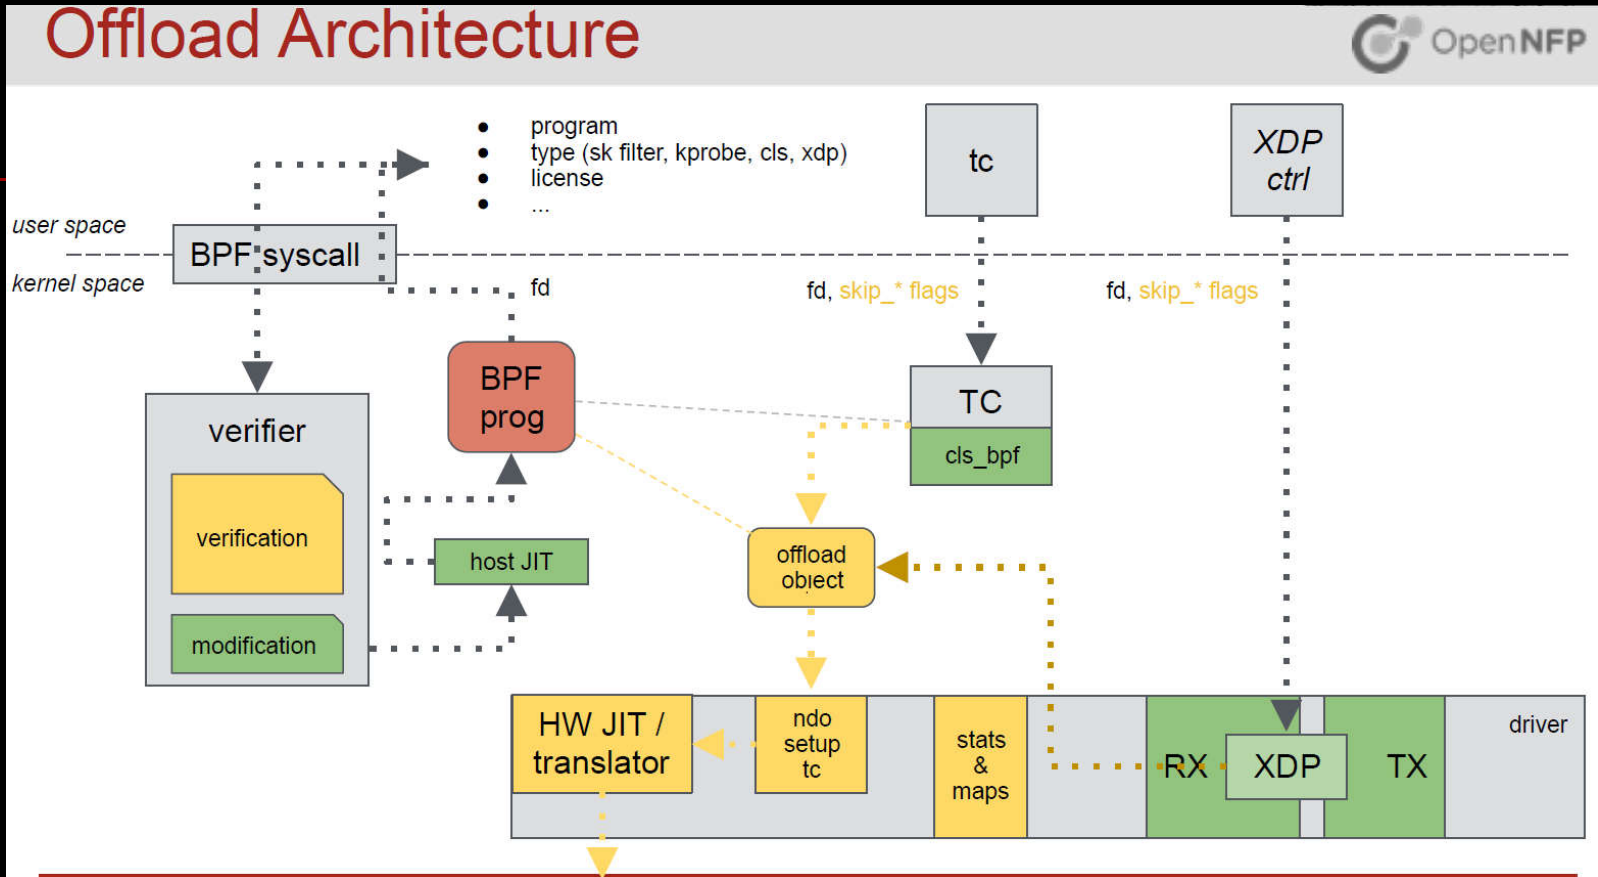 Offload Architecture
OpenNFP
● program
● type (sk filter, kprobe, cls, xdp)
● license
● ...
tc
XDP
ctrl
user space
BPF syscall
kernel space
fd
fd, skip_* flags
fd, skip_* flags
BPF
prog
TC
cls_bpf
verifier
verification
modification
host JIT
offload
object
HW JIT /
translator
ndo
setup
tc
stats
&
maps
RX
XDP
TX
driver